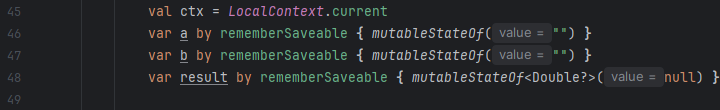 45 val ctx = LocalContext.current
46 var a by rememberSaveable { mutableStateOf( value = "") }
47 var b by rememberSaveable { mutableStateOf( value = "") }
48 var result by rememberSaveable { mutableStateOf<Double?>( value = null) }
49